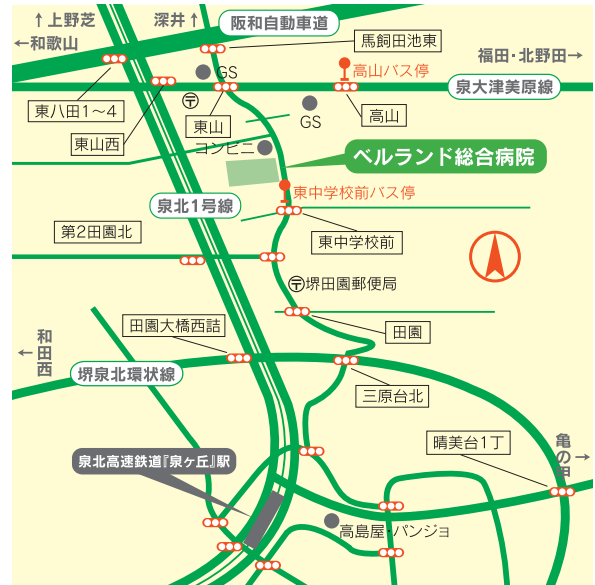 ↑上野芝
深井↑
阪和自動車道
←和歌山
馬飼田池東
福田・北野田→
GS
高山バス停
泉大津美原線
東八田1〜4
〒
東山
GS
高山
東山西
コンビニ
ベルランド総合病院
東中学校前バス停
泉北1号線
第2田園北
東中学校前
〒堺田園郵便局
田園大橋西詰
田園
←和田西
堺泉北環状線
三原台北
晴美台1丁
亀の甲→
泉北高速鉄道『泉ヶ丘』駅
高島屋・パンジョ